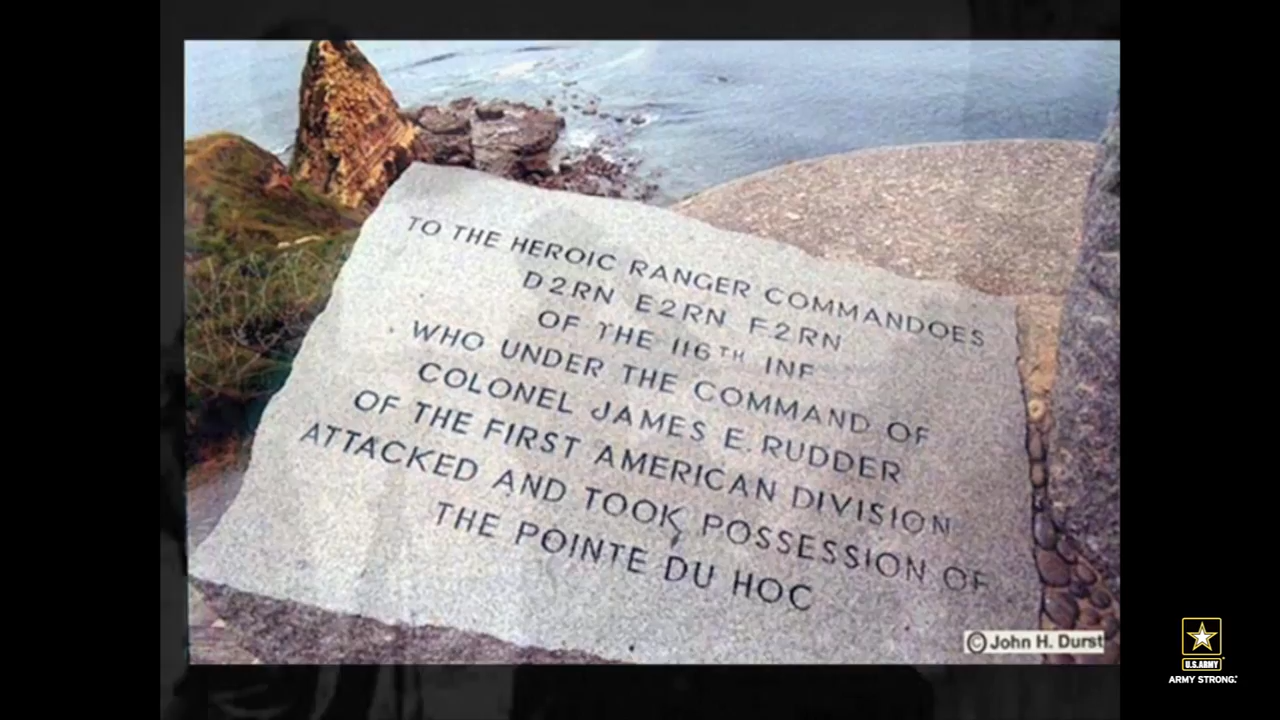 TO THE HEROIC RANGER COMMANDOES
D2RN E2RN F2RN
OF THE 116TH INF
WHO UNDER THE COMMAND OF
COLONEL JAMES E. RUDDER
OF THE FIRST AMERICAN DIVISION
ATTACKED AND TOOK POSSESSION OF
THE POINTE DU HOC
© John H. Durst
U.S. ARMY
ARMY STRONG.